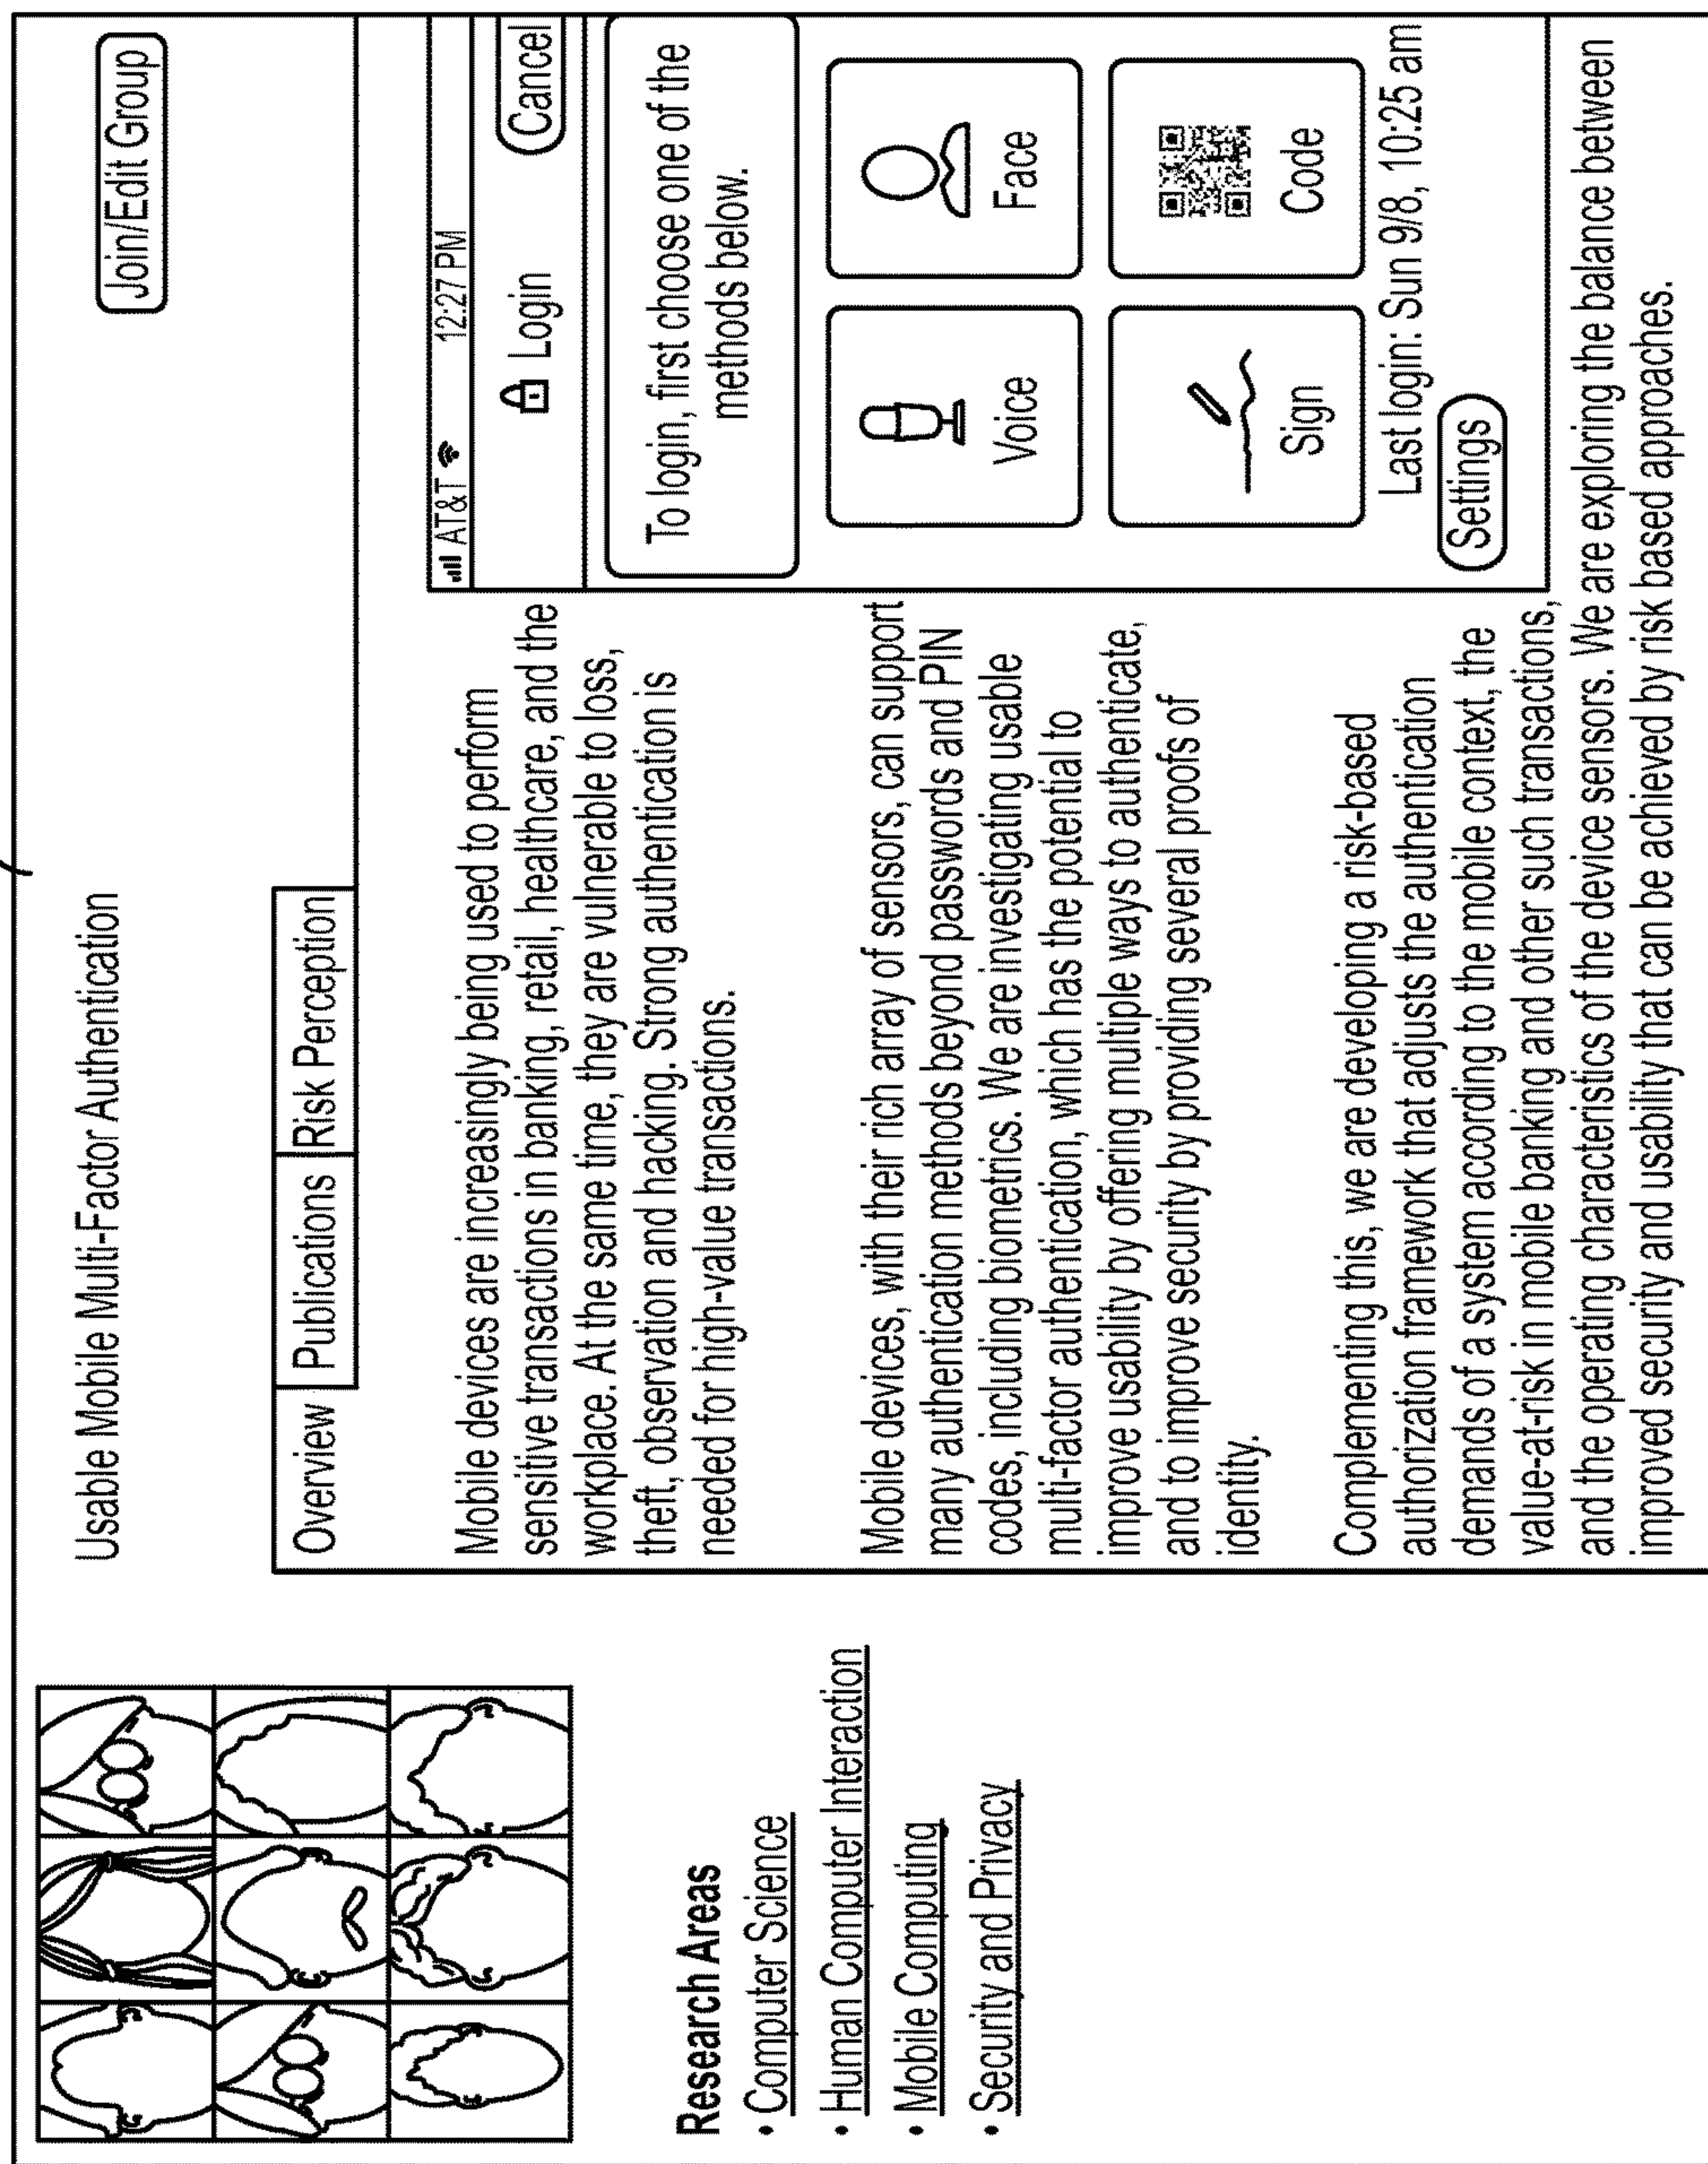 Usable Mobile Multi-Factor Authentication
Join/Edit Group
Overview
Publications
Risk Perception
Mobile devices are increasingly being used to perform
sensitive transactions in banking, retail, healthcare, and the
workplace. At the same time, they are vulnerable to loss,
theft, observation and hacking. Strong authentication is
needed for high-value transactions.
Mobile devices, with their rich array of sensors, can support
many authentication methods beyond passwords and PIN
codes, including biometrics. We are investigating usable
multi-factor authentication, which has the potential to
improve usability by offering multiple ways to authenticate,
and to improve security by providing several proofs of
identity.
Complementing this, we are developing a risk-based
authorization framework that adjusts the authentication
demands of a system according to the mobile context, the
value-at-risk in mobile banking and other such transactions,
and the operating characteristics of the device sensors. We are exploring the balance between
improved security and usability that can be achieved by risk based approaches.
AT&T 12:27 PM
Login
Cancel
To login, first choose one of the
methods below.
Voice
Face
Sign
Code
Last login: Sun 9/8, 10:25 am
Settings
Research Areas
• Computer Science
• Human Computer Interaction
• Mobile Computing
• Security and Privacy